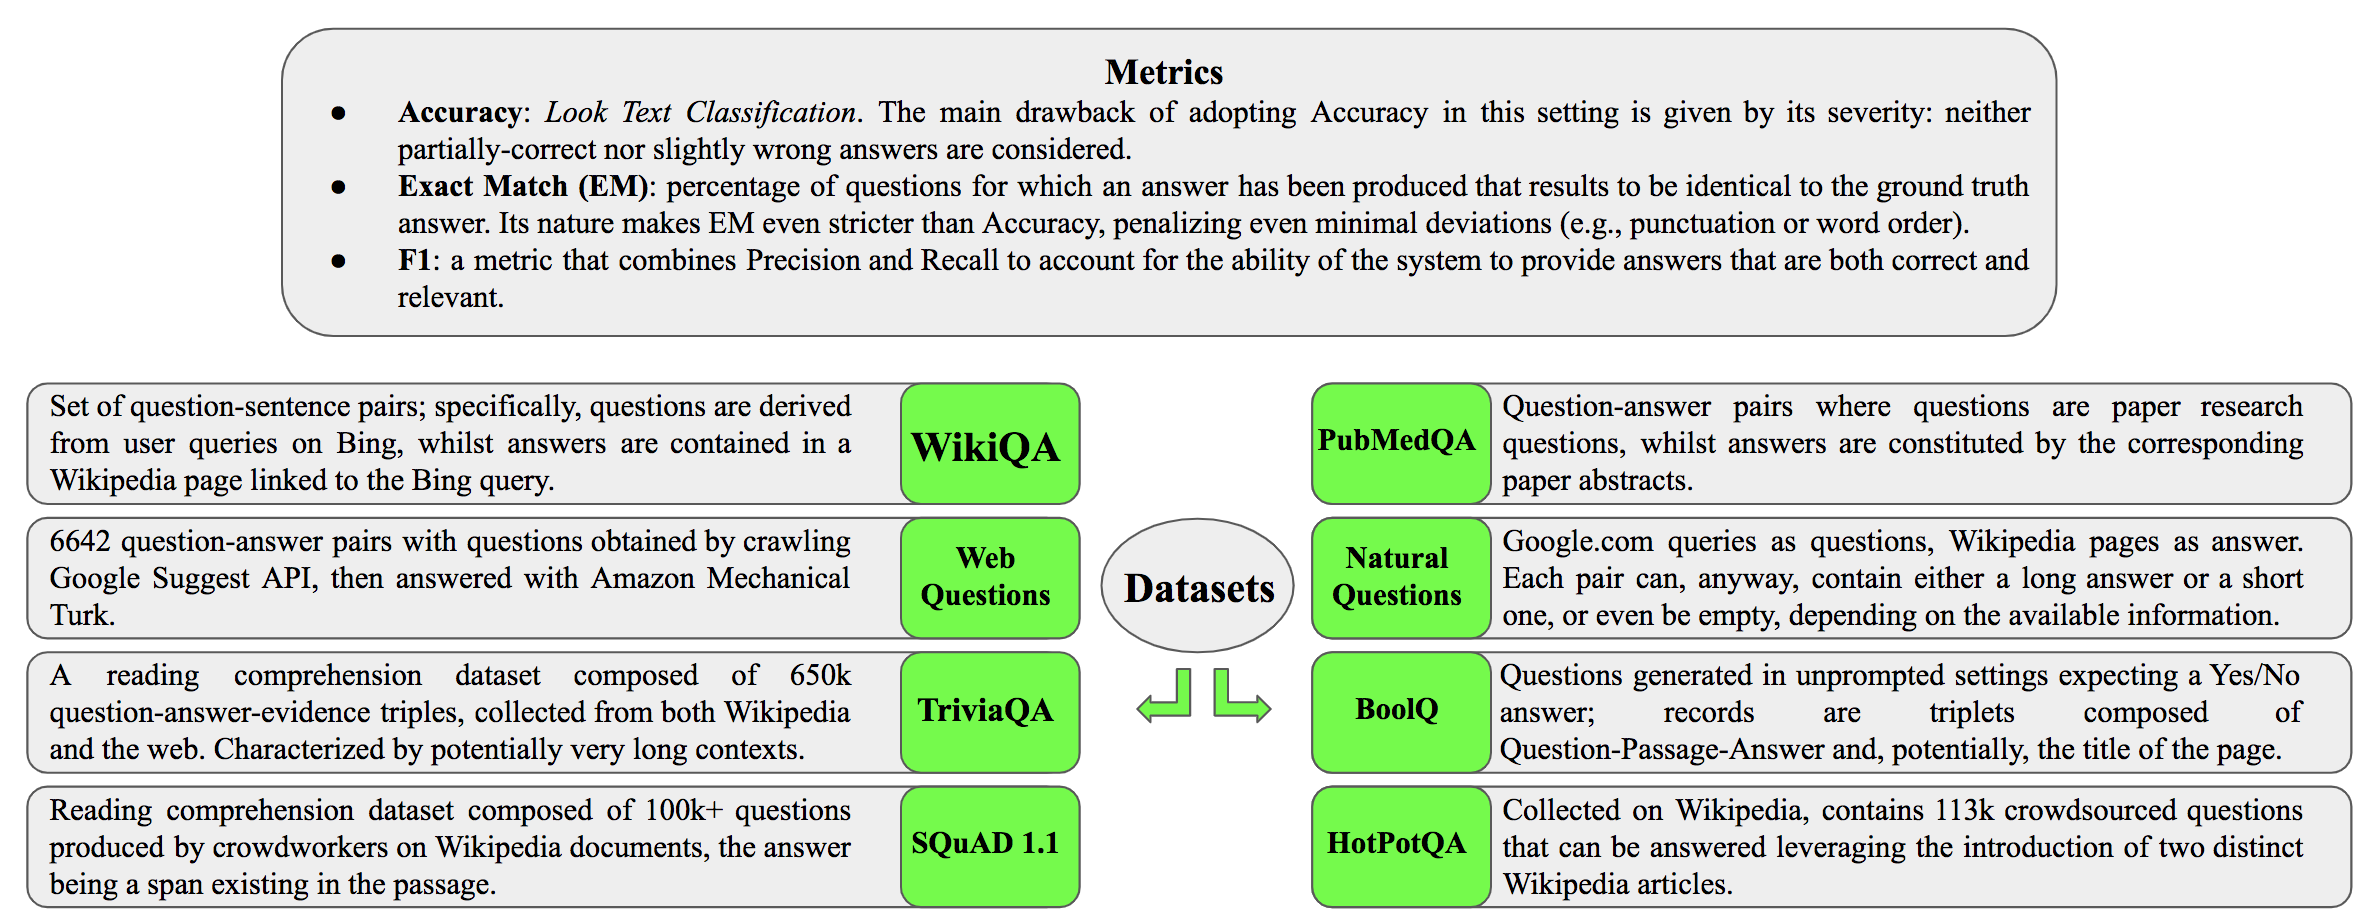 Metrics
● Accuracy: Look Text Classification. The main drawback of adopting Accuracy in this setting is given by its severity: neither
partially-correct nor slightly wrong answers are considered.
● Exact Match (EM): percentage of questions for which an answer has been produced that results to be identical to the ground truth
answer. Its nature makes EM even stricter than Accuracy, penalizing even minimal deviations (e.g., punctuation or word order).
● F1: a metric that combines Precision and Recall to account for the ability of the system to provide answers that are both correct and
relevant.
Set of question-sentence pairs; specifically, questions are derived
from user queries on Bing, whilst answers are contained in a
Wikipedia page linked to the Bing query.
WikiQA
6642 question-answer pairs with questions obtained by crawling
Google Suggest API, then answered with Amazon Mechanical
Turk.
Web
Questions
A reading comprehension dataset composed of 650k
question-answer-evidence triples, collected from both Wikipedia
and the web. Characterized by potentially very long contexts.
TriviaQA
Reading comprehension dataset composed of 100k+ questions
produced by crowdworkers on Wikipedia documents, the answer
being a span existing in the passage.
SQuAD 1.1
Datasets
PubMedQA
Question-answer pairs where questions are paper research
questions, whilst answers are constituted by the corresponding
paper abstracts.
Natural
Questions
Google.com queries as questions, Wikipedia pages as answer.
Each pair can, anyway, contain either a long answer or a short
one, or even be empty, depending on the available information.
BoolQ
Questions generated in unprompted settings expecting a Yes/No
answer; records are triplets composed of
Question-Passage-Answer and, potentially, the title of the page.
HotPotQA
Collected on Wikipedia, contains 113k crowdsourced questions
that can be answered leveraging the introduction of two distinct
Wikipedia articles.